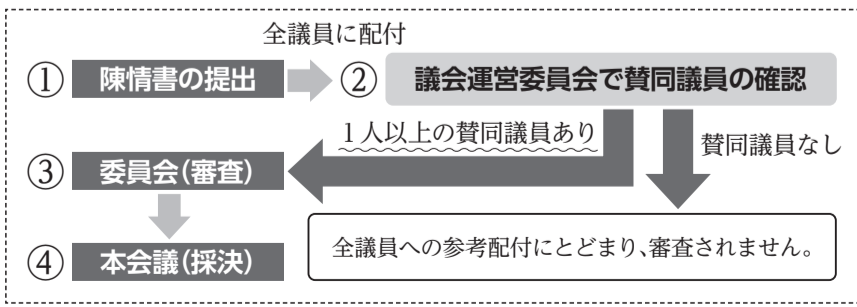 全議員に配付
① 陳情書の提出
② 議会運営委員会で賛同議員の確認
1人以上の賛同議員あり
賛同議員なし
③ 委員会(審査)
全議員への参考配付にとどまり、審査されません。
④ 本会議(採決)